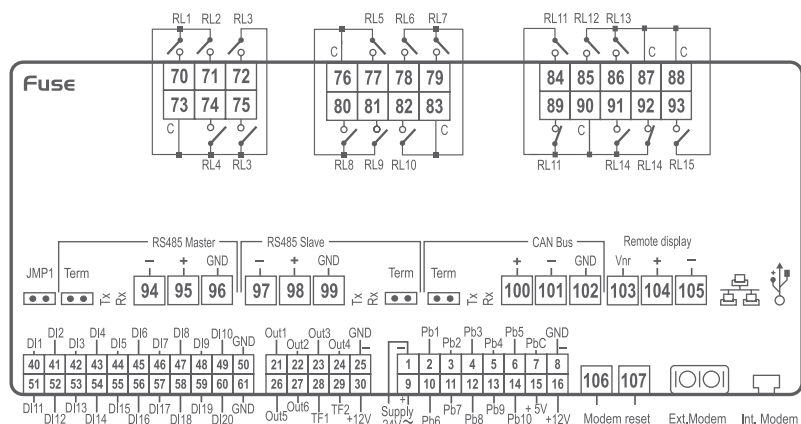 RL1 RL2 RL3 RL5 RL6 RL7 RL11 RL12 RL13
C C C
70 71 72 76 77 78 79 84 85 86 87 88
Fuse
73 74 75 80 81 82 83 89 90 91 92 93
C C C
RL4 RL3 RL8 RL9 RL10 RL11 RL14 RL14 RL15
RS485 Master RS485 Slave CAN Bus Remote display
JMP1 Term − + GND − + GND Term Term + − GND Vnr + −
Tx Rx 94 95 96 97 98 99 Tx Rx Tx Rx 100 101 102 103 104 105
DI2 DI4 DI6 DI8 DI10 Out1 Out3 GND Pb1 Pb3 Pb5 GND
DI1 DI3 DI5 DI7 DI9 GND Out2 Out4 − − Pb2 Pb4 PbC −
40 41 42 43 44 45 46 47 48 49 50 21 22 23 24 25 1 2 3 4 5 6 7 8
51 52 53 54 55 56 57 58 59 60 61 26 27 28 29 30 9 10 11 12 13 14 15 16 106 107
DI11 DI13 DI15 DI17 DI19 GND Out6 TF2 + Supply Pb7 Pb9 + 5V
DI12 DI14 DI16 DI18 DI20 Out5 TF1 +12V 24V Pb6 Pb8 Pb10 +12V Modem reset Ext.Modem Int. Modem